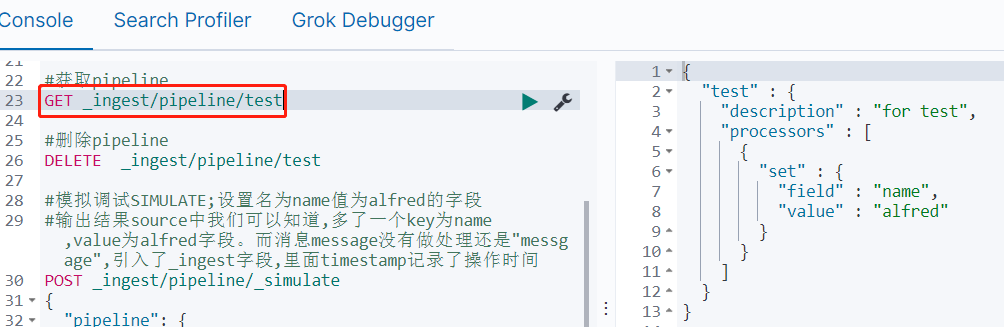 Console Search Profiler Grok Debugger
21
22 #获取pipeline
23 GET _ingest/pipeline/test
24
25 #删除pipeline
26 DELETE  _ingest/pipeline/test
27
28 #模拟调试SIMULATE;设置名为name值为alfred的字段
29 #输出结果source中我们可以知道,多了一个key为name
,value为alfred字段。而消息message没有做处理还是"messg
age",引入了_ingest字段,里面timestamp记录了操作时间
30 POST _ingest/pipeline/_simulate
31 {
32 "pipeline": {
1 {
2 "test" : {
3 "description" : "for test",
4 "processors" : [
5 {
6 "set" : {
7 "field" : "name",
8 "value" : "alfred"
9 }
10 }
11 ]
12 }
13 }